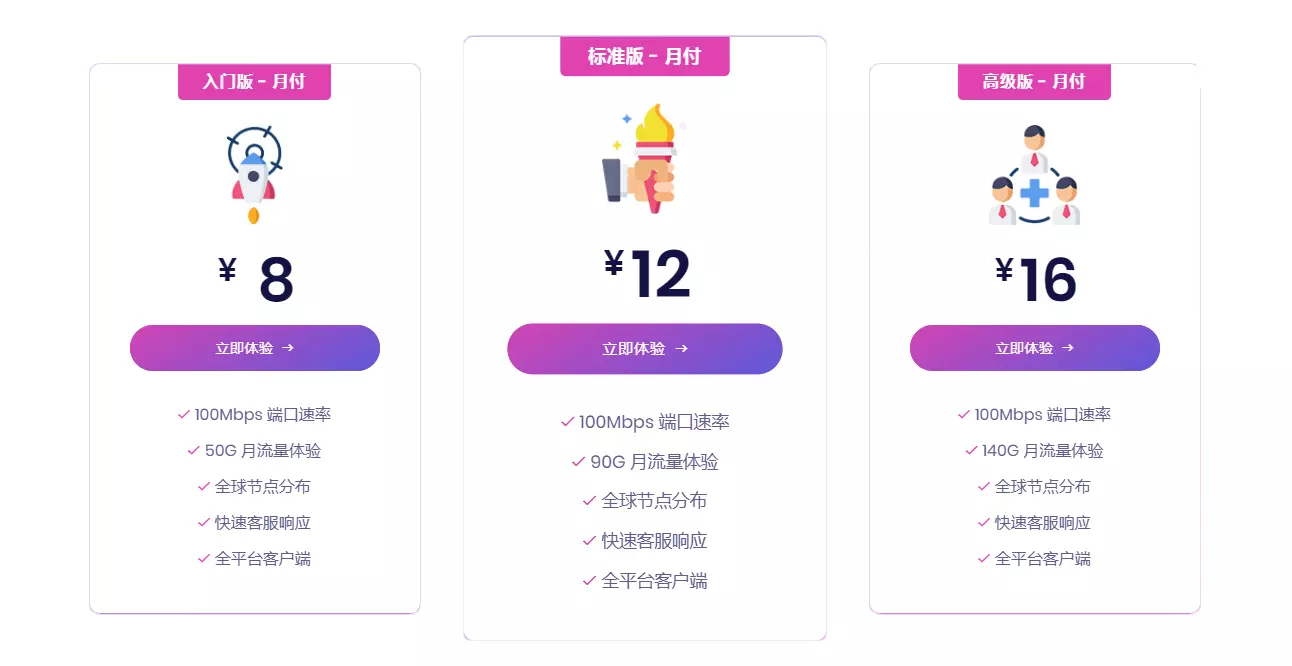 入门版 - 月付
¥ 8
立即体验 →
✓ 100Mbps 端口速率
✓ 50G 月流量体验
✓ 全球节点分布
✓ 快速客服响应
✓ 全平台客户端
标准版 - 月付
¥12
立即体验 →
✓ 100Mbps 端口速率
✓ 90G 月流量体验
✓ 全球节点分布
✓ 快速客服响应
✓ 全平台客户端
高级版 - 月付
¥16
立即体验 →
✓ 100Mbps 端口速率
✓ 140G 月流量体验
✓ 全球节点分布
✓ 快速客服响应
✓ 全平台客户端